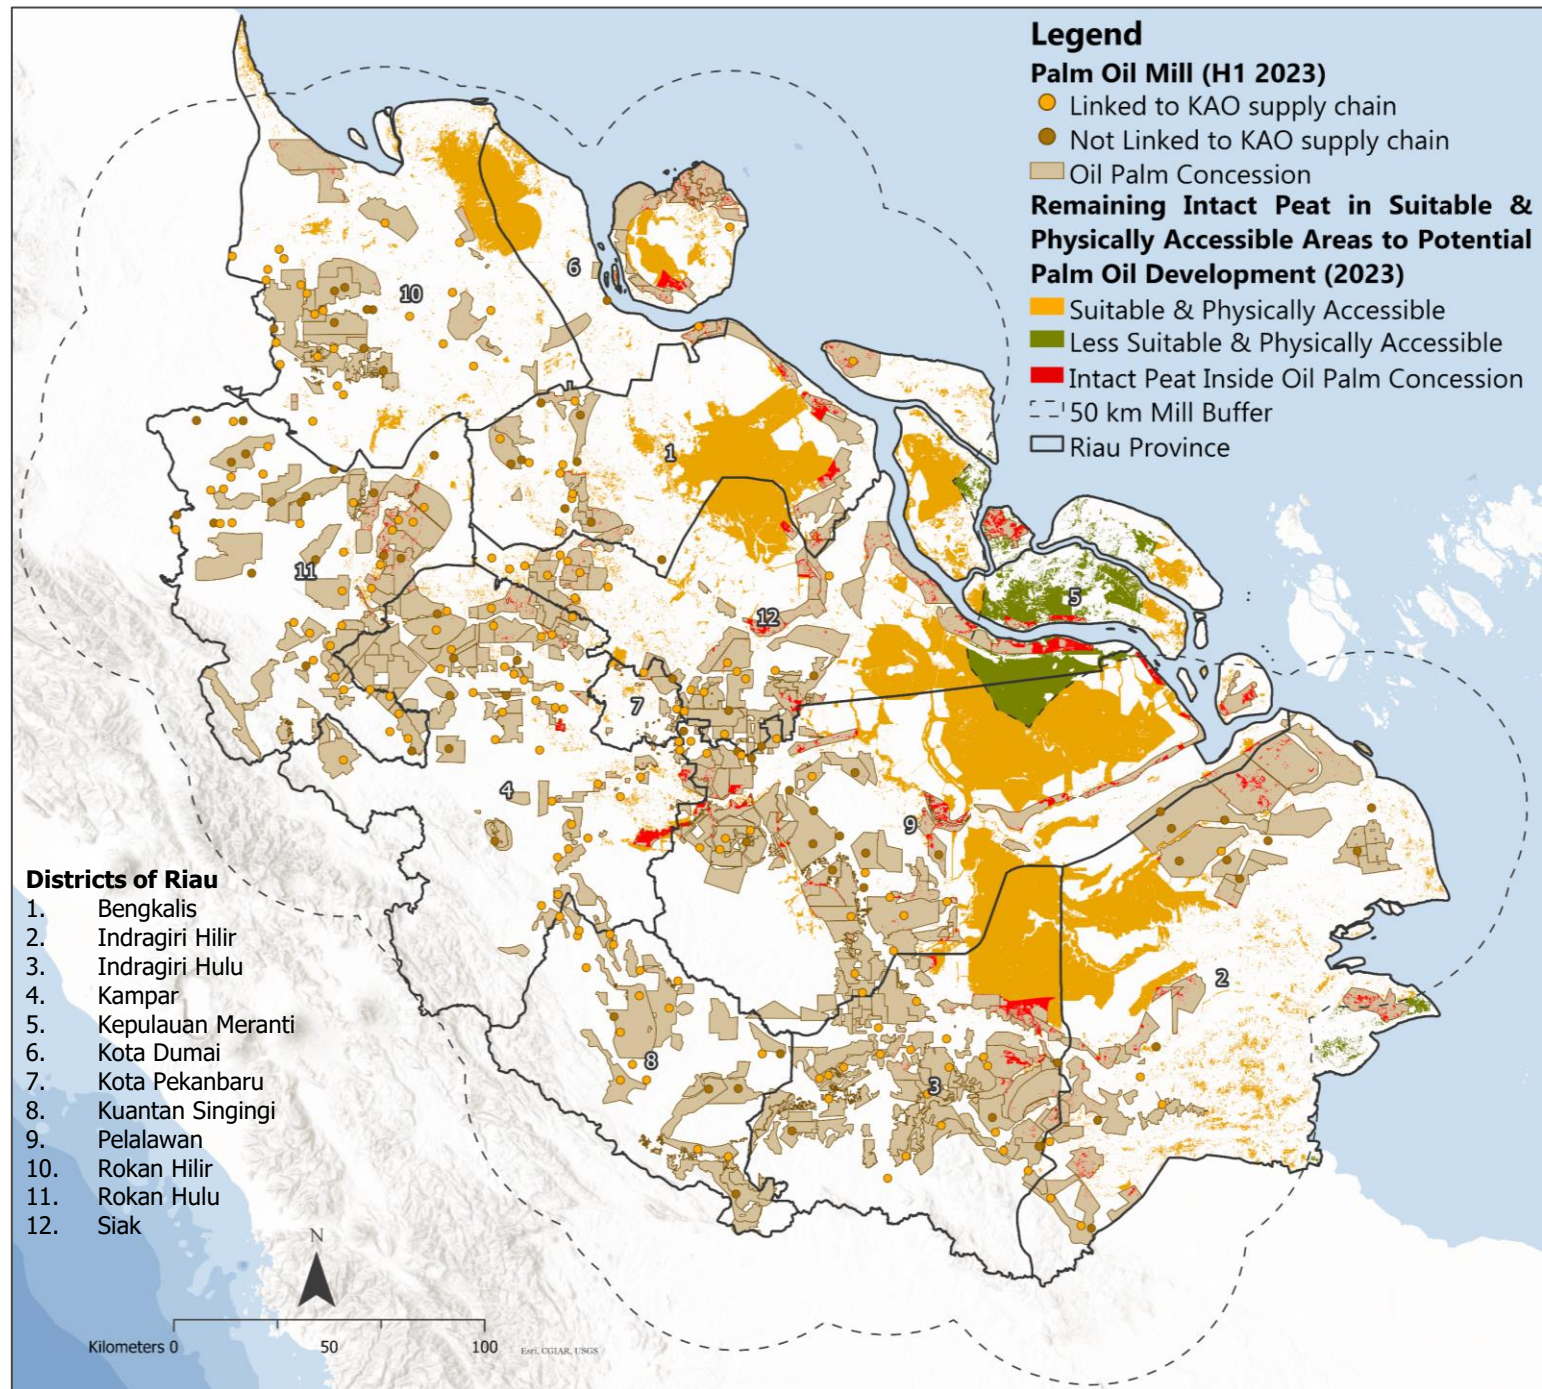 Legend
Palm Oil Mill (H1 2023)
Linked to KAO supply chain
Not Linked to KAO supply chain
Oil Palm Concession
Remaining Intact Peat in Suitable &
Physically Accessible Areas to Potential
Palm Oil Development (2023)
Suitable & Physically Accessible
Less Suitable & Physically Accessible
Intact Peat Inside Oil Palm Concession
50 km Mill Buffer
Riau Province
6
10
1
11
5
12
7
4
9
2
8
3
Districts of Riau
1. Bengkalis
2. Indragiri Hilir
3. Indragiri Hulu
4. Kampar
5. Kepulauan Meranti
6. Kota Dumai
7. Kota Pekanbaru
8. Kuantan Singingi
9. Pelalawan
10. Rokan Hilir
11. Rokan Hulu
12. Siak
N
Kilometers 0 50 100
Esri, CGIAR, USGS